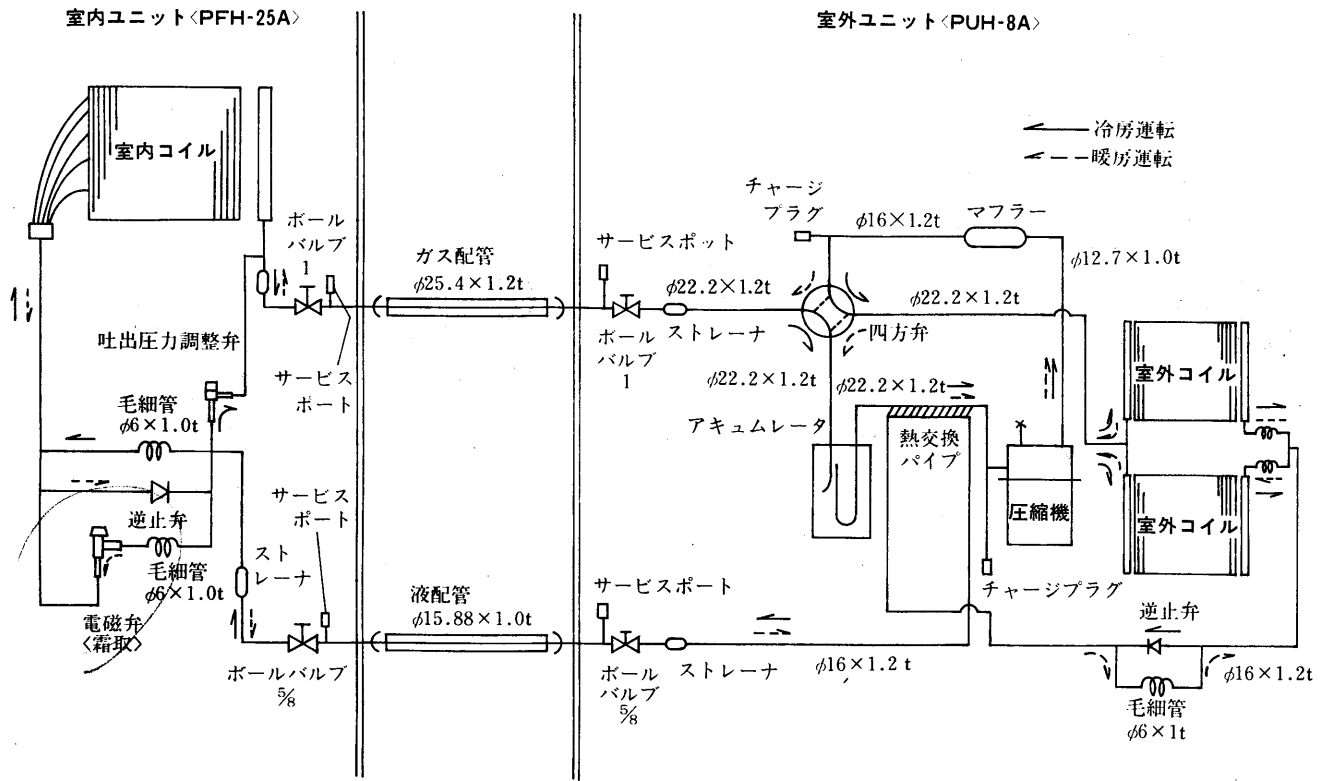 室内ユニット〈PFH-25A〉
室外ユニット〈PUH-8A〉
冷房運転
暖房運転
室内コイル
ボール
バルブ
1
ガス配管
φ25.4×1.2t
サービスポット
チャージ
プラグ
φ16×1.2t
マフラー
φ12.7×1.0t
φ22.2×1.2t
ストレーナ
φ22.2×1.2t
四方弁
ボール
バルブ
1
吐出圧力調整弁
サービス
ポート
φ22.2×1.2t
φ22.2×1.2t
室外コイル
毛細管
φ6×1.0t
アキュムレータ
熱交換
パイプ
圧縮機
室外コイル
サービス
ポート
逆止弁
毛細管
φ6×1.0t
スト
レーナ
電磁弁
〈霜取〉
ボールバルブ
5/8
液配管
φ15.88×1.0t
サービスポート
ボール
バルブ
5/8
ストレーナ
φ16×1.2t
チャージプラグ
逆止弁
φ16×1.2t
毛細管
φ6×1t